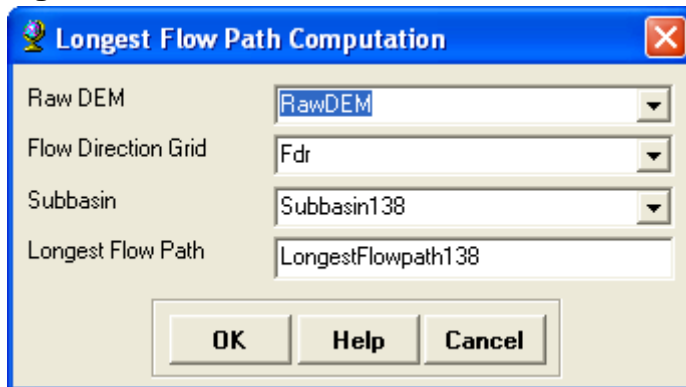 Longest Flow Path Computation
Raw DEM RawDEM
Flow Direction Grid Fdr
Subbasin Subbasin138
Longest Flow Path LongestFlowpath138
OK Help Cancel